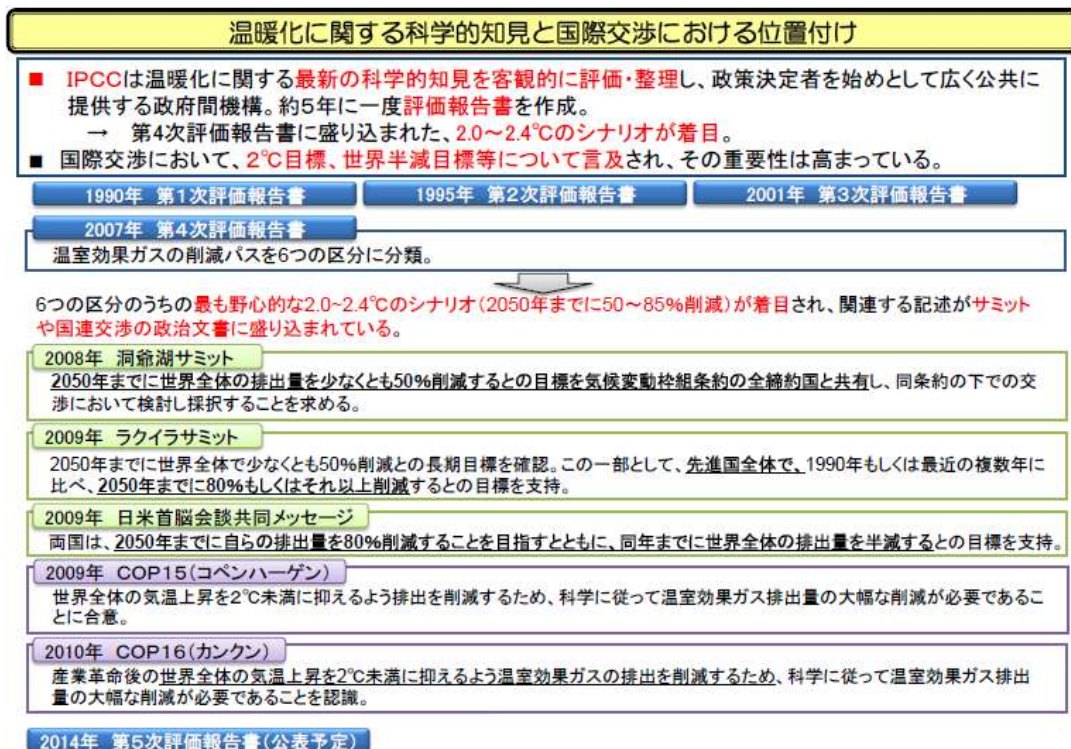 温暖化に関する科学的知見と国際交渉における位置付け
■ IPCCは温暖化に関する最新の科学的知見を客観的に評価・整理し、政策決定者を始めとして広く公共に
提供する政府間機構。約5年に一度評価報告書を作成。
→ 第4次評価報告書に盛り込まれた、2.0～2.4℃のシナリオが着目。
■ 国際交渉において、2℃目標、世界半減目標等について言及され、その重要性は高まっている。
1990年 第1次評価報告書
1995年 第2次評価報告書
2001年 第3次評価報告書
2007年 第4次評価報告書
温室効果ガスの削減パスを6つの区分に分類。
6つの区分のうちの最も野心的な2.0~2.4℃のシナリオ(2050年までに50～85%削減)が着目され、関連する記述がサミット
や国連交渉の政治文書に盛り込まれている。
2008年 洞爺湖サミット
2050年までに世界全体の排出量を少なくとも50%削減するとの目標を気候変動枠組条約の全締約国と共有し、同条約の下での交
渉において検討し採択することを求める。
2009年 ラクイラサミット
2050年までに世界全体で少なくとも50%削減との長期目標を確認。この一部として、先進国全体で、1990年もしくは最近の複数年に
比べ、2050年までに80%もしくはそれ以上削減するとの目標を支持。
2009年 日米首脳会談共同メッセージ
両国は、2050年までに自らの排出量を80%削減することを目指すとともに、同年までに世界全体の排出量を半減するとの目標を支持。
2009年 COP15(コペンハーゲン)
世界全体の気温上昇を2℃未満に抑えるよう排出を削減するため、科学に従って温室効果ガス排出量の大幅な削減が必要であるこ
とに合意。
2010年 COP16(カンクン)
産業革命後の世界全体の気温上昇を2℃未満に抑えるよう温室効果ガスの排出を削減するため、科学に従って温室効果ガス排出
量の大幅な削減が必要であることを認識。
2014年 第5次評価報告書(公表予定)